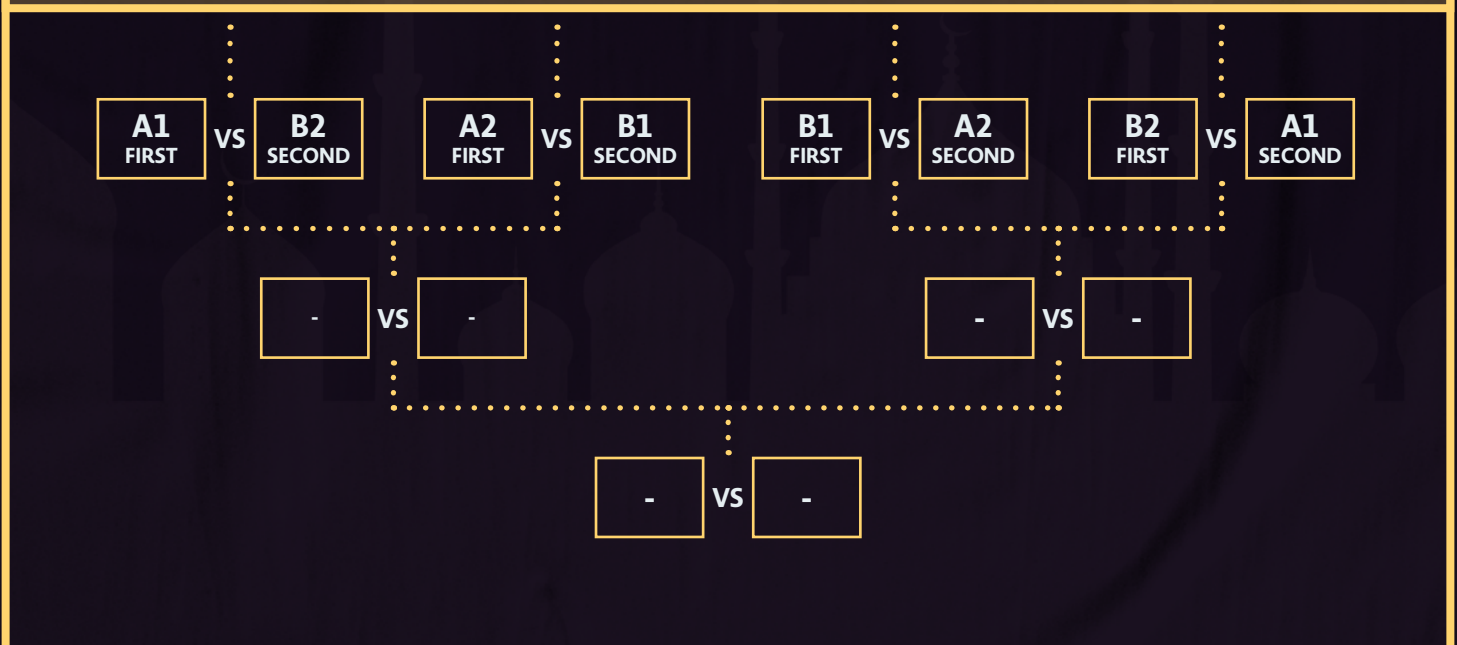 A1 VS B2 A2 VS B1 B1 VS A2 B2 VS A1
FIRST SECOND FIRST SECOND FIRST SECOND FIRST SECOND
- VS - - VS -
- VS -